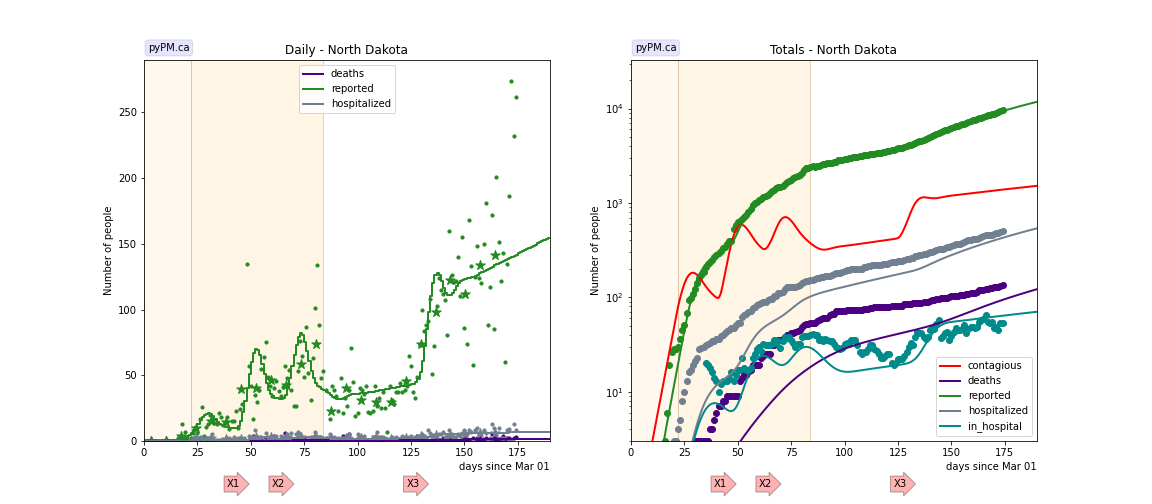 pyPM.ca
Daily - North Dakota
deaths
reported
hospitalized
Number of people
250
200
150
100
50
0
0 25 50 75 100 125 150 175
days since Mar 01
X1 X2 X3
pyPM.ca
Totals - North Dakota
Number of people
10⁴
10³
10²
10¹
contagious
deaths
reported
hospitalized
in_hospital
0 25 50 75 100 125 150 175
days since Mar 01
X1 X2 X3